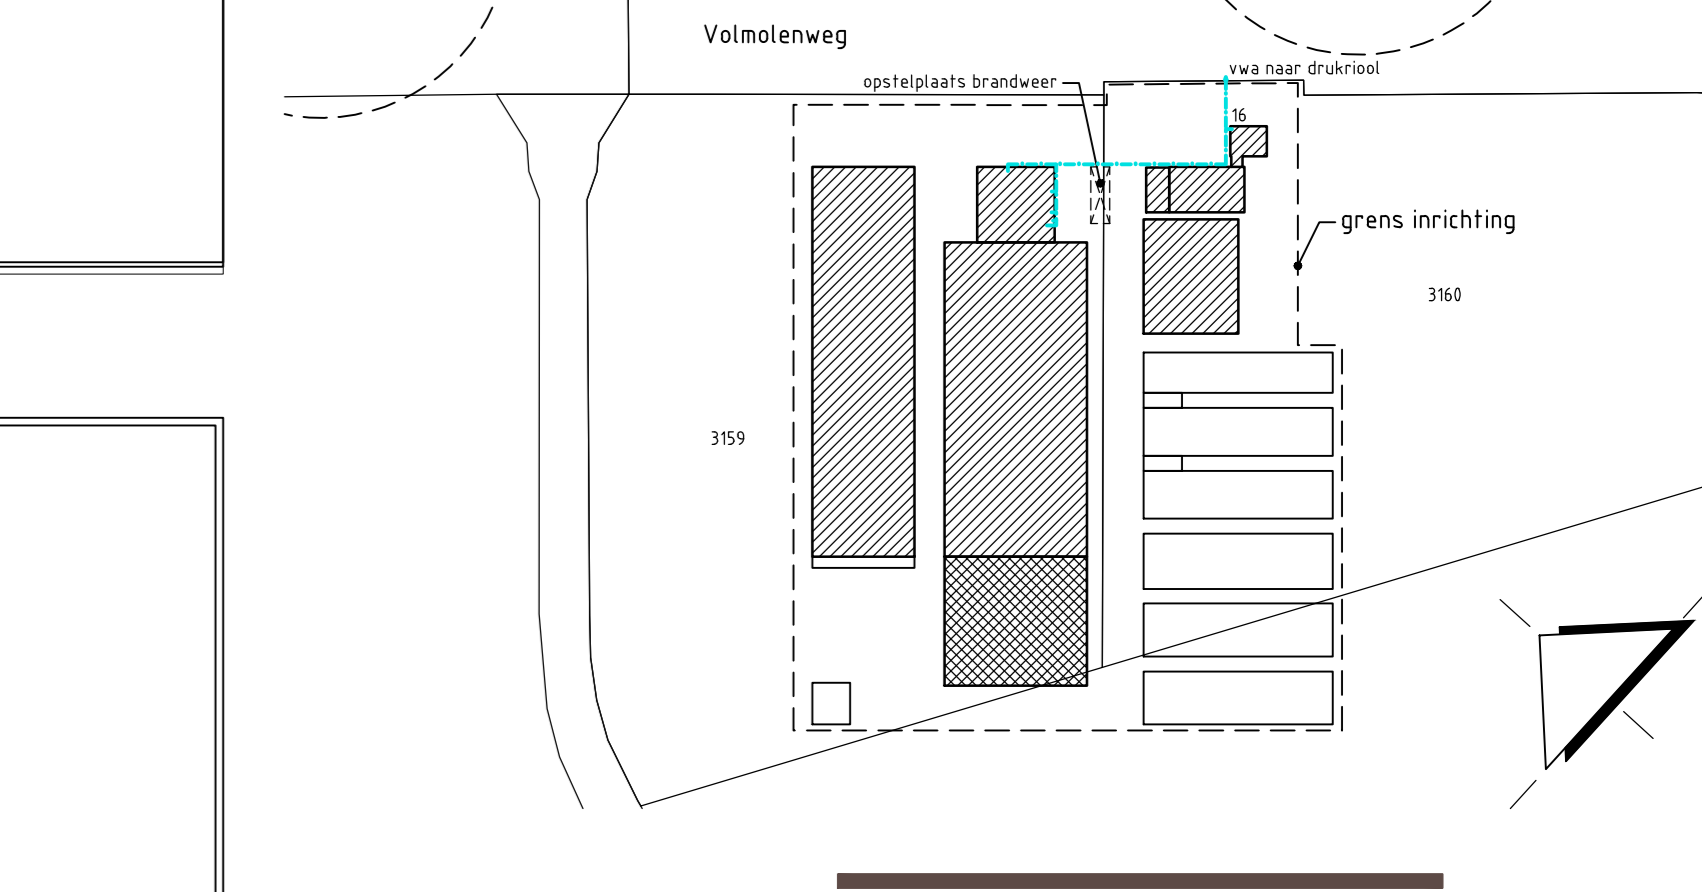 Volmolenweg
opstelplaats brandweer
vwa naar drukriool
16
grens inrichting
3160
3159